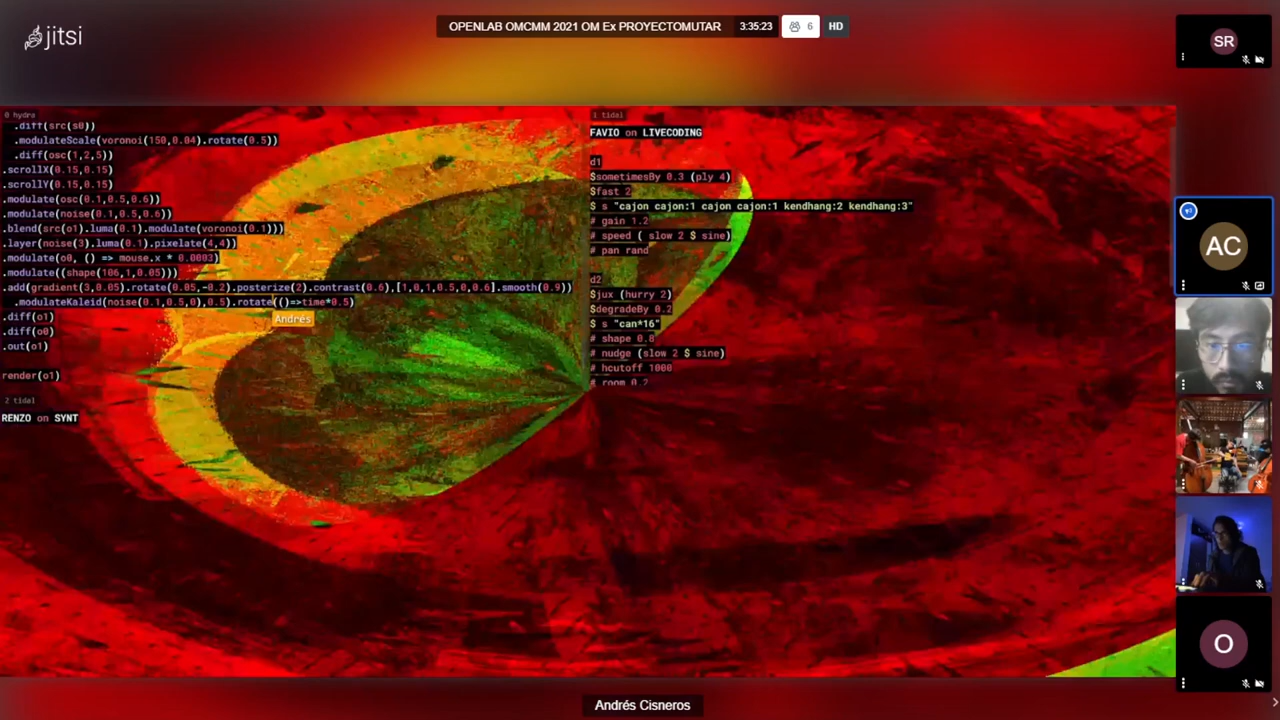 jitsi
OPENLAB OMCMM 2021 OM Ex PROYECTOMUTAR 3:35:23 6 HD
SR
0 hydra
.diff(src(s0))
.modulateScale(voronoi(150,0.04).rotate(0.5))
.diff(osc(1,2,5))
.scrollX(0.15,0.15)
.scrollY(0.15,0.15)
.modulate(osc(0.1,0.5,0.6))
.modulate(noise(0.1,0.5,0.6))
.blend(src(o1).luma(0.1).modulate(voronoi(0.1)))
.layer(noise(3).luma(0.1).pixelate(4,4))
.modulate(o0, () => mouse.x * 0.0003)
.modulate((shape(106,1,0.05)))
.add(gradient(3,0.05).rotate(0.05,-0.2).posterize(2).contrast(0.6),[1,0,1,0.5,0,0.6].smooth(0.9))
.modulateKaleid(noise(0.1,0.5,0),0.5).rotate(()=>time*0.5)
Andrés
.diff(o1)
.diff(o0)
.out(o1)
render(o1)
2 tidal
RENZO on SYNT
1 tidal
FAVIO on LIVECODING
d1
$sometimesBy 0.3 (ply 4)
$fast 2
$ s "cajon cajon:1 cajon cajon:1 kendhang:2 kendhang:3"
# gain 1.2
# speed ( slow 2 $ sine)
# pan rand
d2
$jux (hurry 2)
$degradeBy 0.2
$ s "can*16"
# shape 0.8
# nudge (slow 2 $ sine)
# hcutoff 1000
# room 0.2
AC
O
Andrés Cisneros